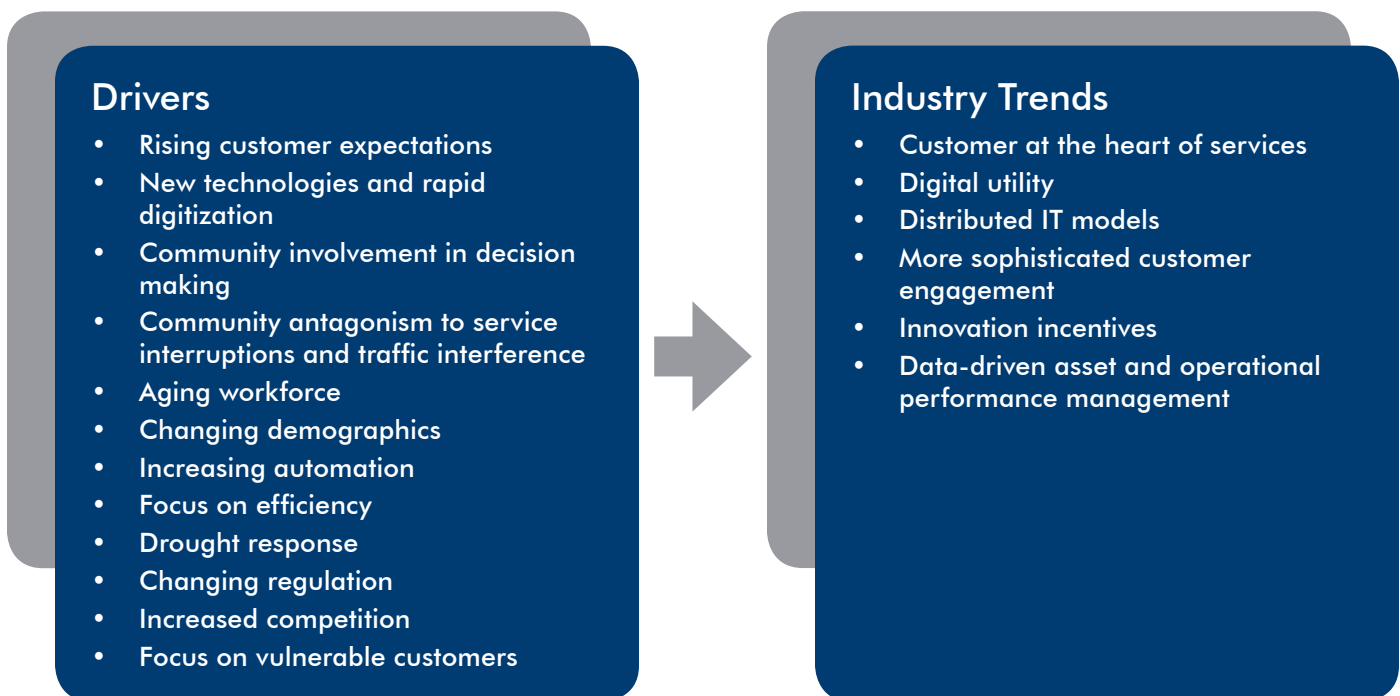 Drivers
• Rising customer expectations
• New technologies and rapid
digitization
• Community involvement in decision
making
• Community antagonism to service
interruptions and traffic interference
• Aging workforce
• Changing demographics
• Increasing automation
• Focus on efficiency
• Drought response
• Changing regulation
• Increased competition
• Focus on vulnerable customers
Industry Trends
• Customer at the heart of services
• Digital utility
• Distributed IT models
• More sophisticated customer
engagement
• Innovation incentives
• Data-driven asset and operational
performance management